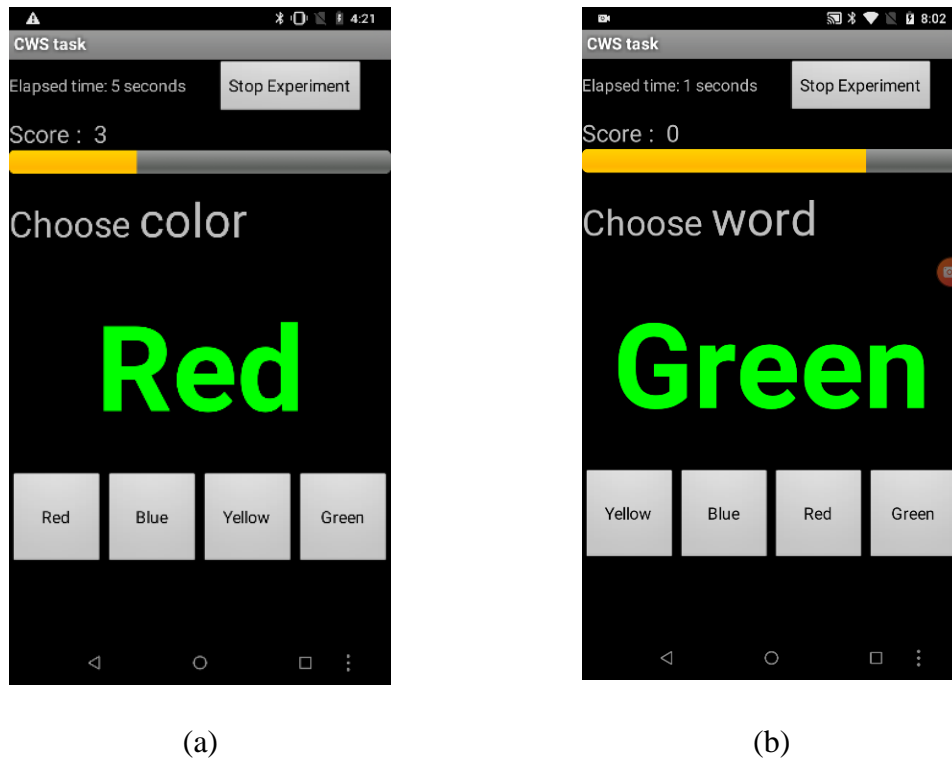 4:21
CWS task
Elapsed time: 5 seconds Stop Experiment
Score : 3
Choose color
Red
Red Blue Yellow Green
(a)
8:02
CWS task
Elapsed time: 1 seconds Stop Experiment
Score : 0
Choose word
Green
Yellow Blue Red Green
(b)